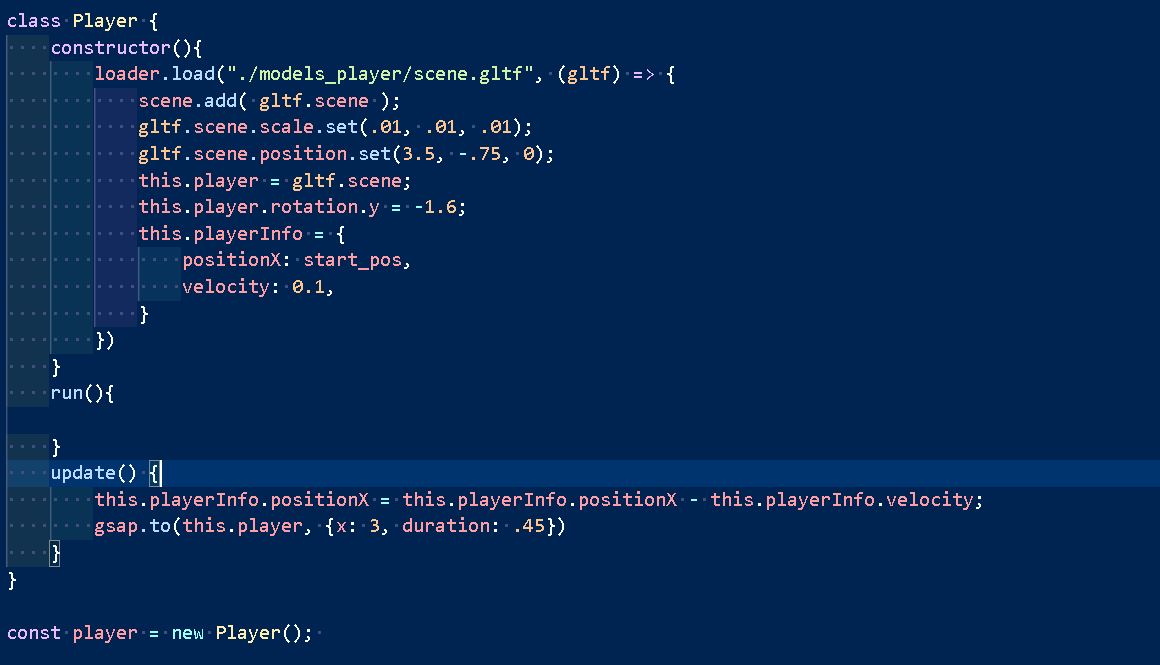 class Player {
    constructor(){
        loader.load("./models_player/scene.gltf", (gltf) => {
            scene.add( gltf.scene );
            gltf.scene.scale.set(.01, .01, .01);
            gltf.scene.position.set(3.5, -.75, 0);
            this.player = gltf.scene;
            this.player.rotation.y = -1.6;
            this.playerInfo = {
                positionX: start_pos,
                velocity: 0.1,
            }
        })
    }
    run(){

    }
    update() {
        this.playerInfo.positionX = this.playerInfo.positionX - this.playerInfo.velocity;
        gsap.to(this.player, {x: 3, duration: .45})
    }
}

const player = new Player();